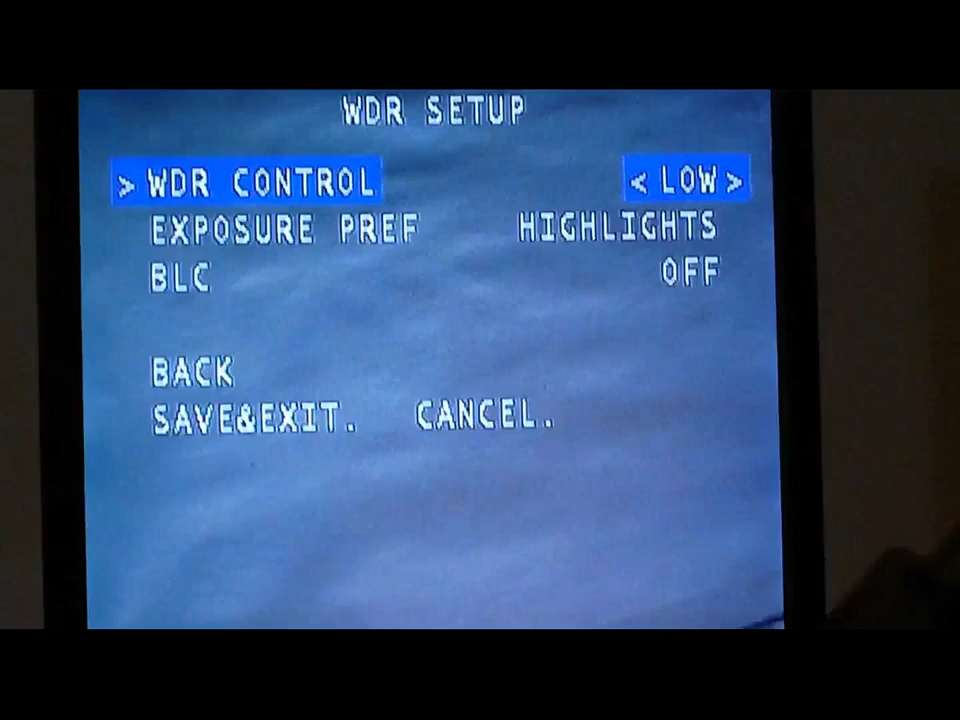 WDR SETUP
> WDR CONTROL < LOW >
EXPOSURE PREF HIGHLIGHTS
BLC OFF
BACK
SAVE&EXIT. CANCEL.